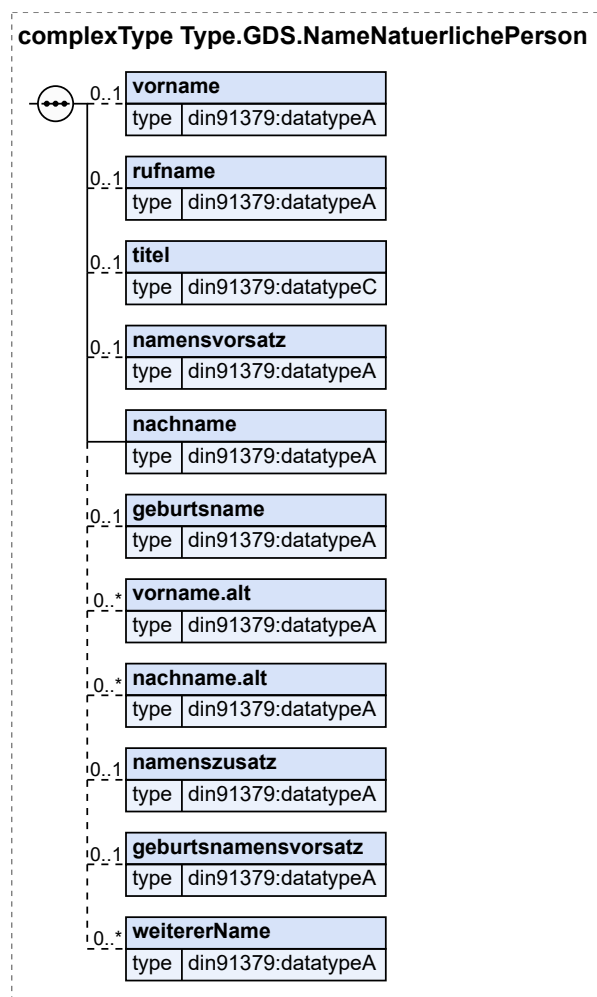 complexType Type.GDS.NameNatuerlichePerson
0..1 vorname
type din91379:datatypeA
0..1 rufname
type din91379:datatypeA
0..1 titel
type din91379:datatypeC
0..1 namensvorsatz
type din91379:datatypeA
nachname
type din91379:datatypeA
0..1 geburtsname
type din91379:datatypeA
0..* vorname.alt
type din91379:datatypeA
0..* nachname.alt
type din91379:datatypeA
0..1 namenszusatz
type din91379:datatypeA
0..1 geburtsnamensvorsatz
type din91379:datatypeA
0..* weitererName
type din91379:datatypeA